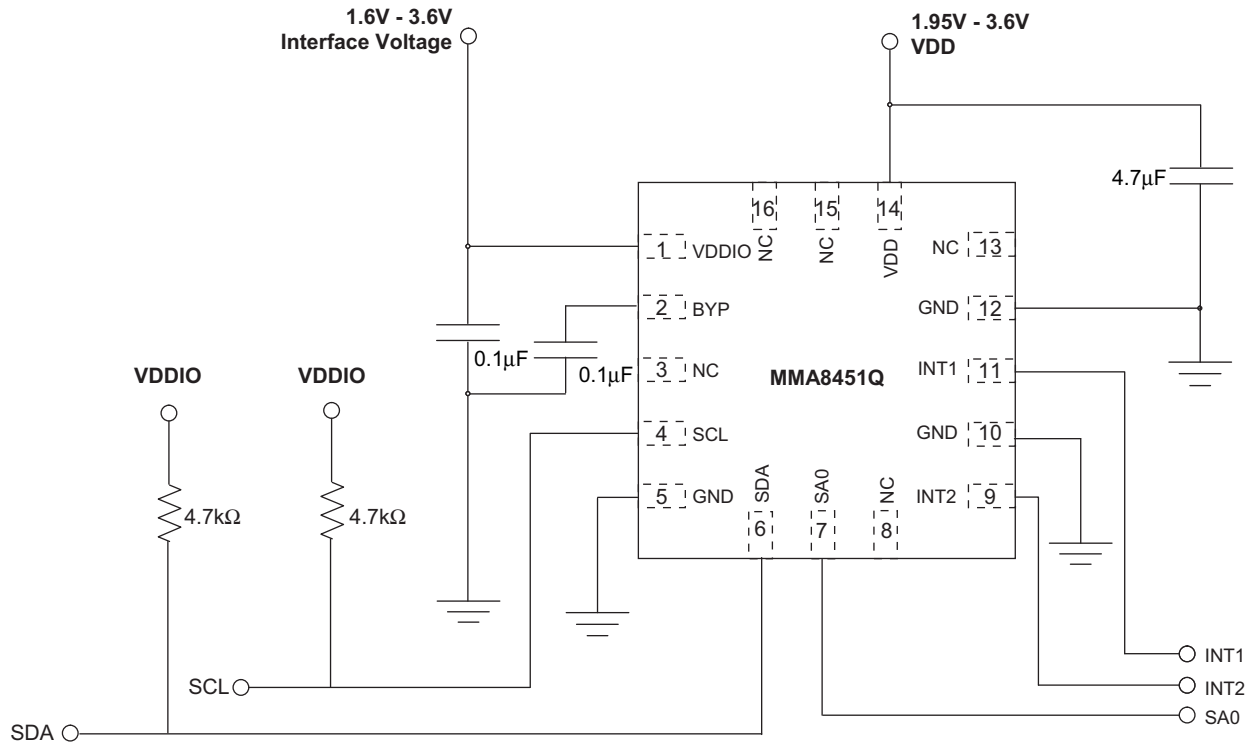 1.6V - 3.6V
Interface Voltage
1.95V - 3.6V
VDD
4.7μF
16
15
14
NC
NC
VDD
1
VDDIO
NC
13
2
BYP
GND
12
0.1μF
0.1μF
3
NC
MMA8451Q
INT1
11
VDDIO
VDDIO
4
SCL
GND
10
5
GND
SDA
SA0
NC
INT2
9
6
7
8
4.7kΩ
4.7kΩ
INT1
SCL
INT2
SA0
SDA